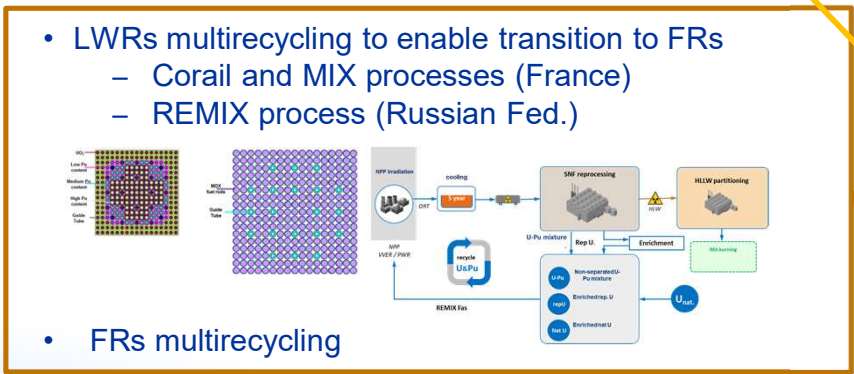 • LWRs multirecycling to enable transition to FRs
– Corail and MIX processes (France)
– REMIX process (Russian Fed.)
UO₂
Low Pu
content
Medium Pu
content
High Pu
content
Guide
Tube
MOX
fuel rods
Guide
Tube
NPP Irradiation
NPP
VVER / PWR
ORT
cooling
5 year
SNF reprocessing
HLW
HLLW partitioning
MA burning
U-Pu mixture
Rep U.
Enrichment
recycle
U&Pu
REMIX Fas
U-Pu
Non-separated U-
Pu mixture
repU
Enriched rep. U
Nat U
Enriched nat U
Unat.
• FRs multirecycling